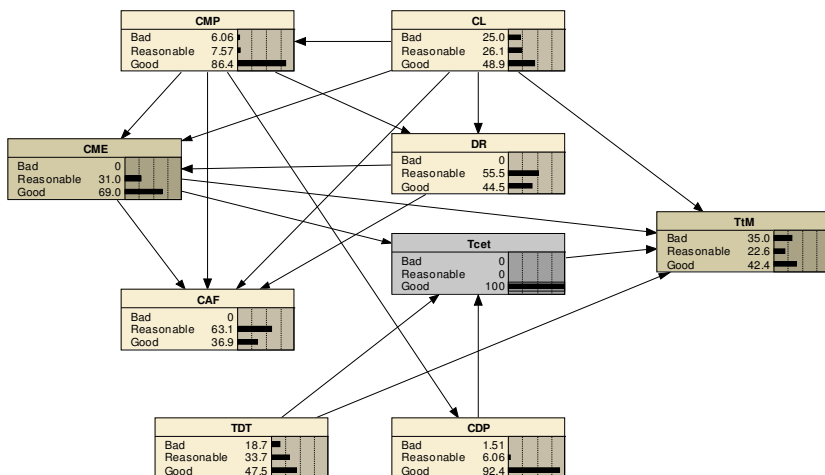 CMP
Bad 6.06
Reasonable 7.57
Good 86.4
CL
Bad 25.0
Reasonable 26.1
Good 48.9
CME
Bad 0
Reasonable 31.0
Good 69.0
DR
Bad 0
Reasonable 55.5
Good 44.5
TtM
Bad 35.0
Reasonable 22.6
Good 42.4
Tcet
Bad 0
Reasonable 0
Good 100
CAF
Bad 0
Reasonable 63.1
Good 36.9
TDT
Bad 18.7
Reasonable 33.7
Good 47.5
CDP
Bad 1.51
Reasonable 6.06
Good 92.4